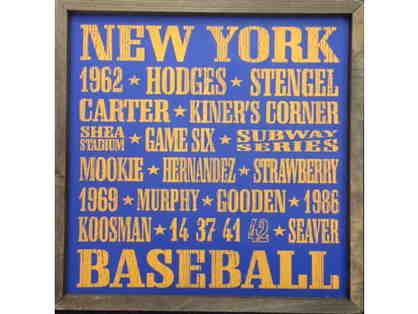 NEW YORK
1962 ★ HODGES ★ STENGEL
CARTER ★ KINER'S CORNER
SHEA STADIUM ★ GAME SIX ★ SUBWAY SERIES
MOOKIE ★ HERNANDEZ ★ STRAWBERRY
1969 ★ MURPHY ★ GOODEN ★ 1986
KOOSMAN ★ 14 37 41 42 ★ SEAVER
BASEBALL